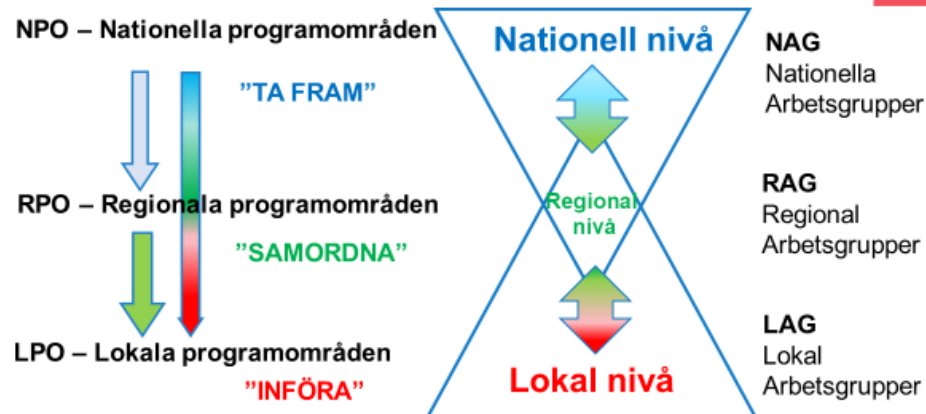 NPO – Nationella programområden
”TA FRAM”
RPO – Regionala programområden
”SAMORDNA”
LPO – Lokala programområden
”INFÖRA”
Nationell nivå
Regional
nivå
Lokal nivå
NAG
Nationella
Arbetsgrupper
RAG
Regional
Arbetsgrupper
LAG
Lokal
Arbetsgrupper